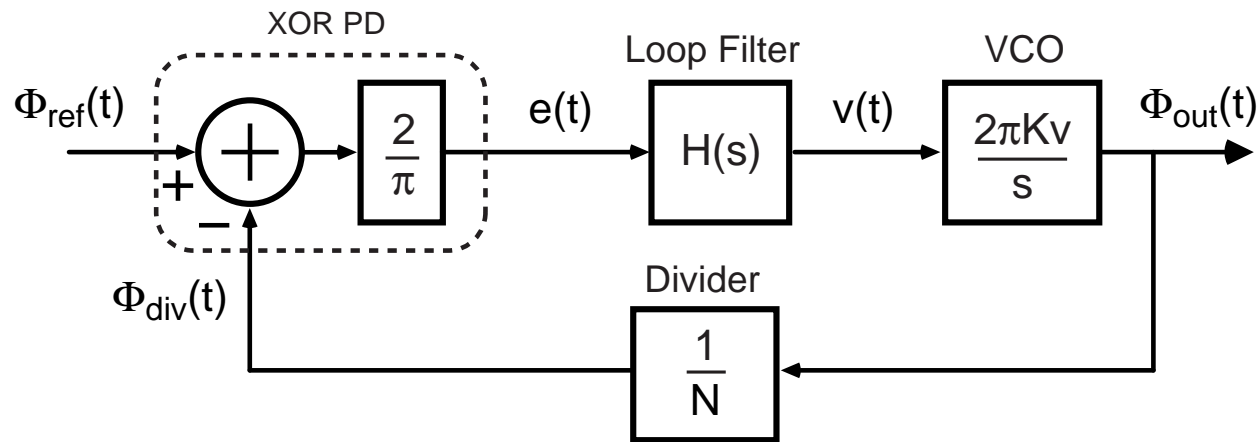 XOR PD
Loop Filter
VCO
Φref(t)
2
π
e(t)
H(s)
v(t)
2πKv
s
Φout(t)
+
−
Φdiv(t)
Divider
1
N